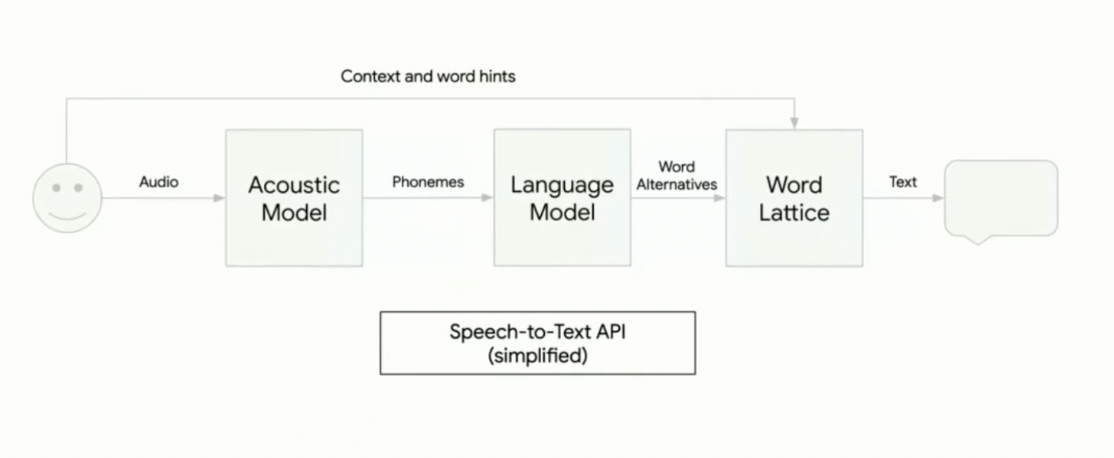 Context and word hints
Audio
Acoustic
Model
Phonemes
Language
Model
Word
Alternatives
Word
Lattice
Text
Speech-to-Text API
(simplified)